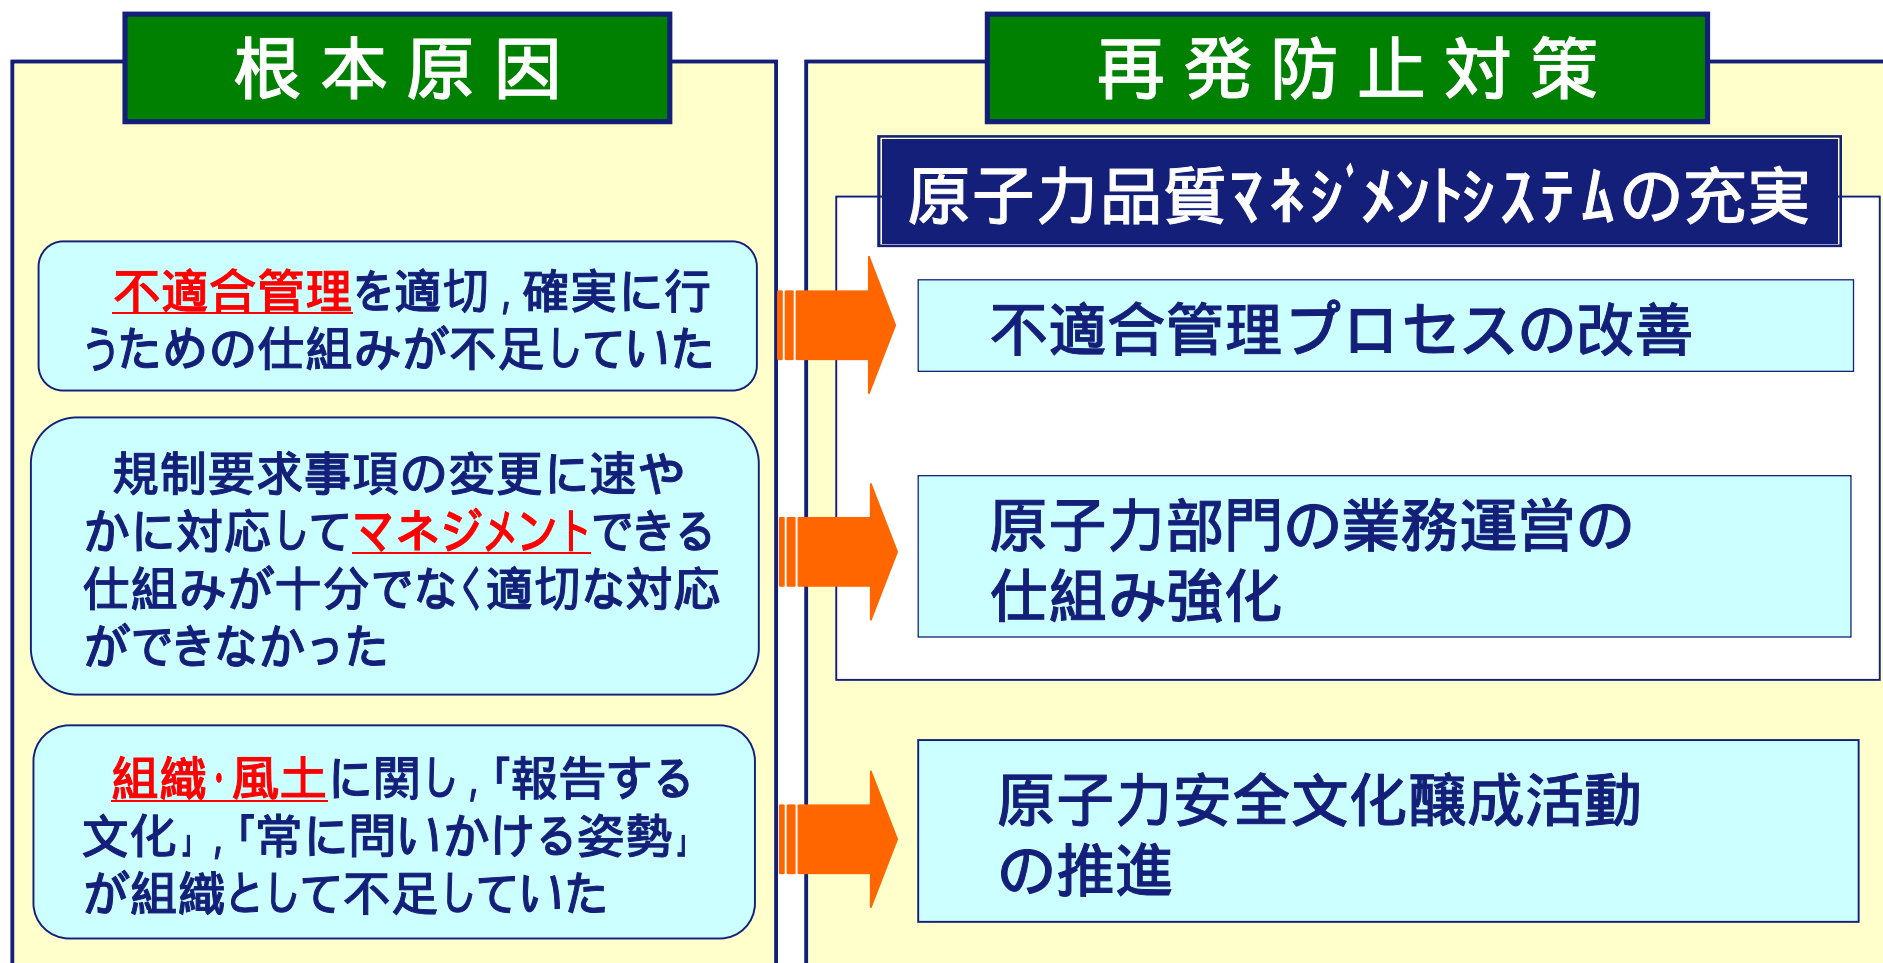 根本原因
不適合管理を適切,確実に行
うための仕組みが不足していた
規制要求事項の変更に速や
かに対応してマネジメントできる
仕組みが十分でなく適切な対応
ができなかった
組織・風土に関し,「報告する
文化」,「常に問いかける姿勢」
が組織として不足していた
再発防止対策
原子力品質ﾏﾈｼﾞﾒﾝﾄｼｽﾃﾑの充実
不適合管理プロセスの改善
原子力部門の業務運営の
仕組み強化
原子力安全文化醸成活動
の推進